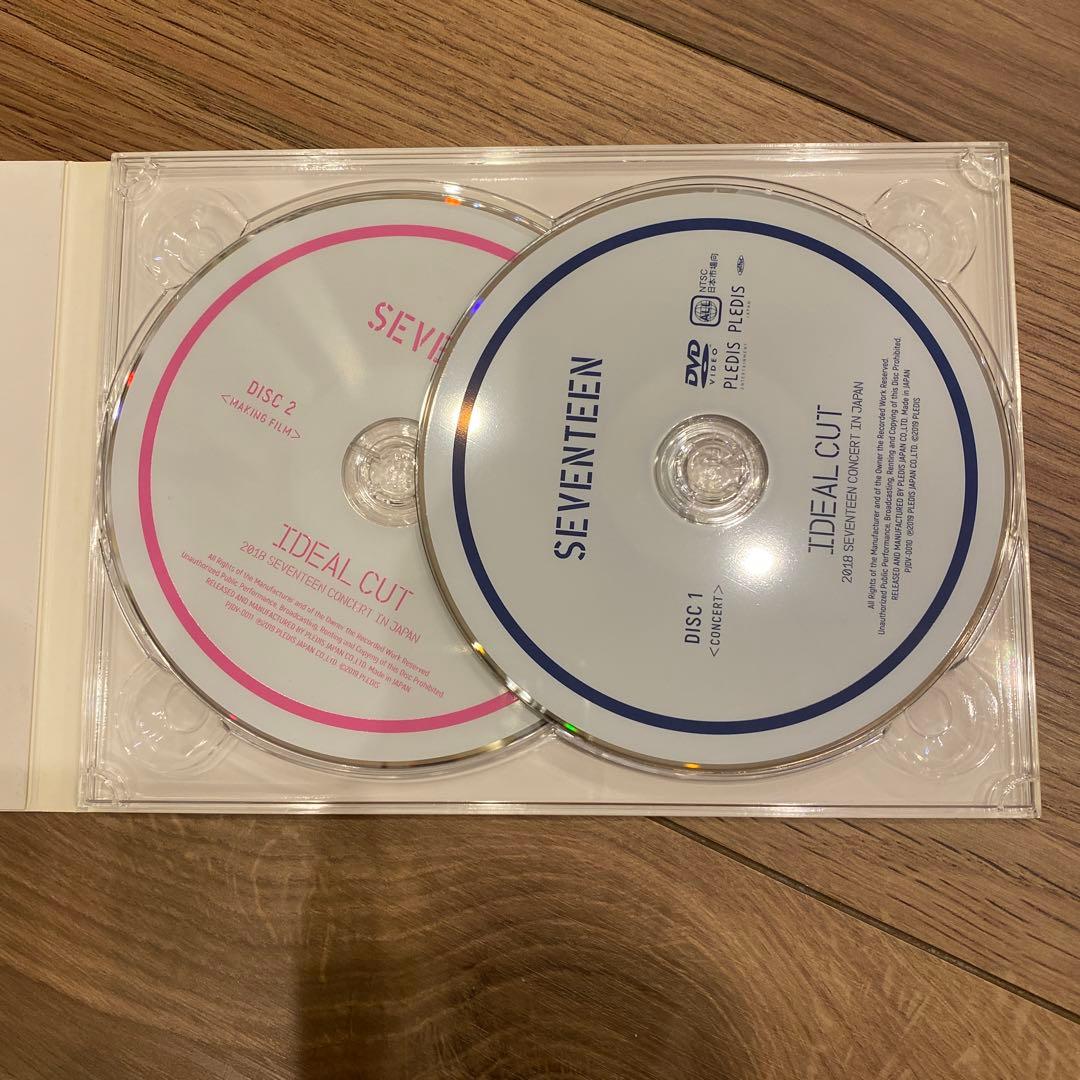 SEVE
DISC 2
<MAKING FILM>
IDEAL CUT
2018 SEVENTEEN CONCERT IN JAPAN
All Rights of the Manufacturer and of the Owner the Recorded Work Reserved
Unauthorized Public Performance, Broadcasting, Renting and Copying of this Disc Prohibited.
RELEASED AND MANUFACTURED BY PLEDIS JAPAN CO.,LTD. Made in JAPAN
PJDV-0011 ℗2019 PLEDIS JAPAN CO.,LTD. ©2019 PLEDIS
SEVENTEEN
DISC 1
<CONCERT>
DVD
VIDEO
ALL
NTSC
日本市場向
PLEDIS
ENTERTAINMENT
PLEDIS
JAPAN
IDEAL CUT
2018 SEVENTEEN CONCERT IN JAPAN
All Rights of the Manufacturer and of the Owner the Recorded Work Reserved.
Unauthorized Public Performance, Broadcasting, Renting and Copying of this Disc Prohibited.
RELEASED AND MANUFACTURED BY PLEDIS JAPAN CO.,LTD. Made in JAPAN
PJDV-0010 ℗2019 PLEDIS JAPAN CO.,LTD. ©2019 PLEDIS